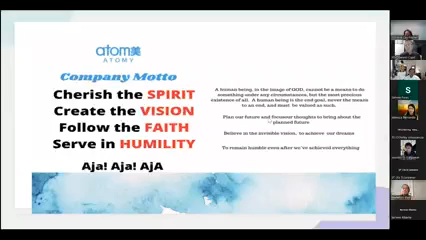 atom美
ATOMY
Company Motto
Cherish the SPIRIT
Create the VISION
Follow the FAITH
Serve in HUMILITY
Aja! Aja! AjA
A human being, in the image of GOD, cannot be a means to do
something under any circumstances, but the most precious
existence of all. A human being is the end goal, never the means
to an end, and must be valued as such.
Plan our future and focus our thoughts to bring about the
planned future
Believe in the invisible vision, to achieve our dreams
To remain humble even after we've achieved everything
S